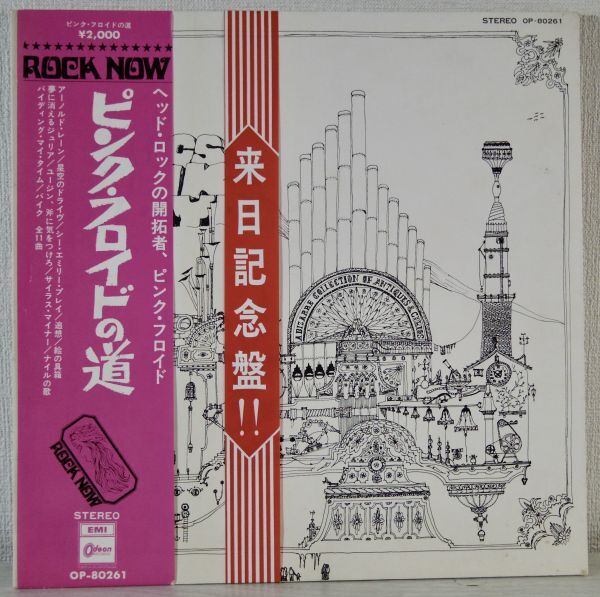 ピンク・フロイドの道
¥2,000
ROCK NOW
ヘッド・ロックの開拓者、ピンク・フロイド
ピンク・フロイドの道
アーノルド・レーン/星空のドライヴ/シー・エミリー・プレイ/追想/絵の具箱
夢に消えるジュリア/ユージン、斧に気をつけろ/サイラス・マイナー/ナイルの歌
バイディング・マイ・タイム/バイク 全11曲
ROCK NOW
STEREO
EMI
Odeon
OP-80261
来日記念盤!!
STEREO OP-80261
A BIZARRE COLLECTION OF ANTIQUES & CURIOS